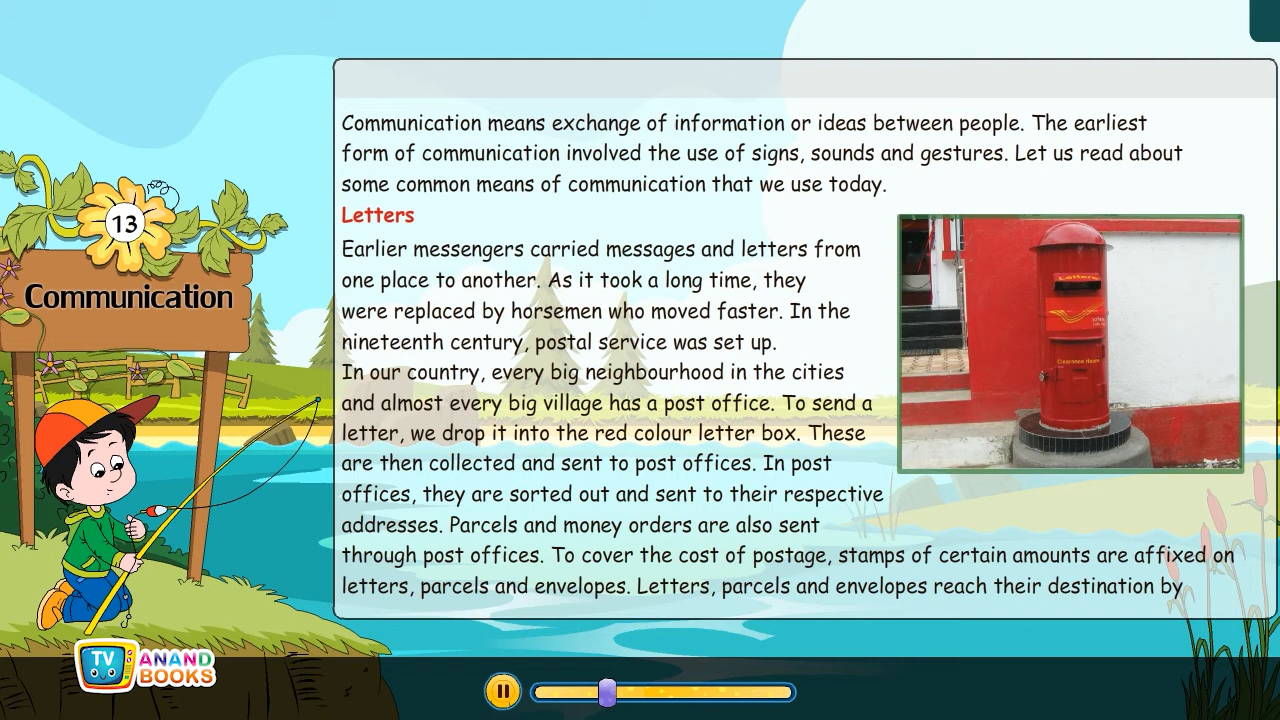 13
Communication
Communication means exchange of information or ideas between people. The earliest
form of communication involved the use of signs, sounds and gestures. Let us read about
some common means of communication that we use today.
Letters
Earlier messengers carried messages and letters from
one place to another. As it took a long time, they
were replaced by horsemen who moved faster. In the
nineteenth century, postal service was set up.
In our country, every big neighbourhood in the cities
and almost every big village has a post office. To send a
letter, we drop it into the red colour letter box. These
are then collected and sent to post offices. In post
offices, they are sorted out and sent to their respective
addresses. Parcels and money orders are also sent
through post offices. To cover the cost of postage, stamps of certain amounts are affixed on
letters, parcels and envelopes. Letters, parcels and envelopes reach their destination by
Letters
Clearance Hours
TV
ANAND
BOOKS